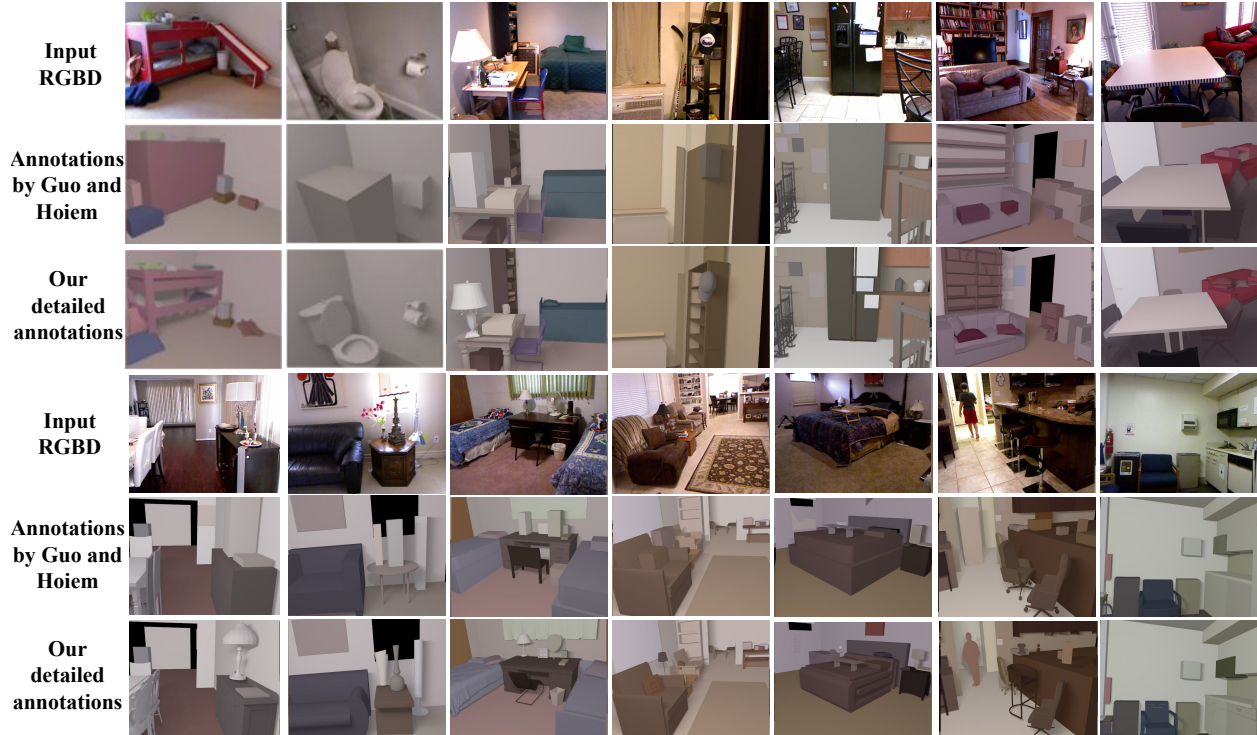 Input
RGBD
Annotations
by Guo and
Hoiem
Our
detailed
annotations
Input
RGBD
Annotations
by Guo and
Hoiem
Our
detailed
annotations